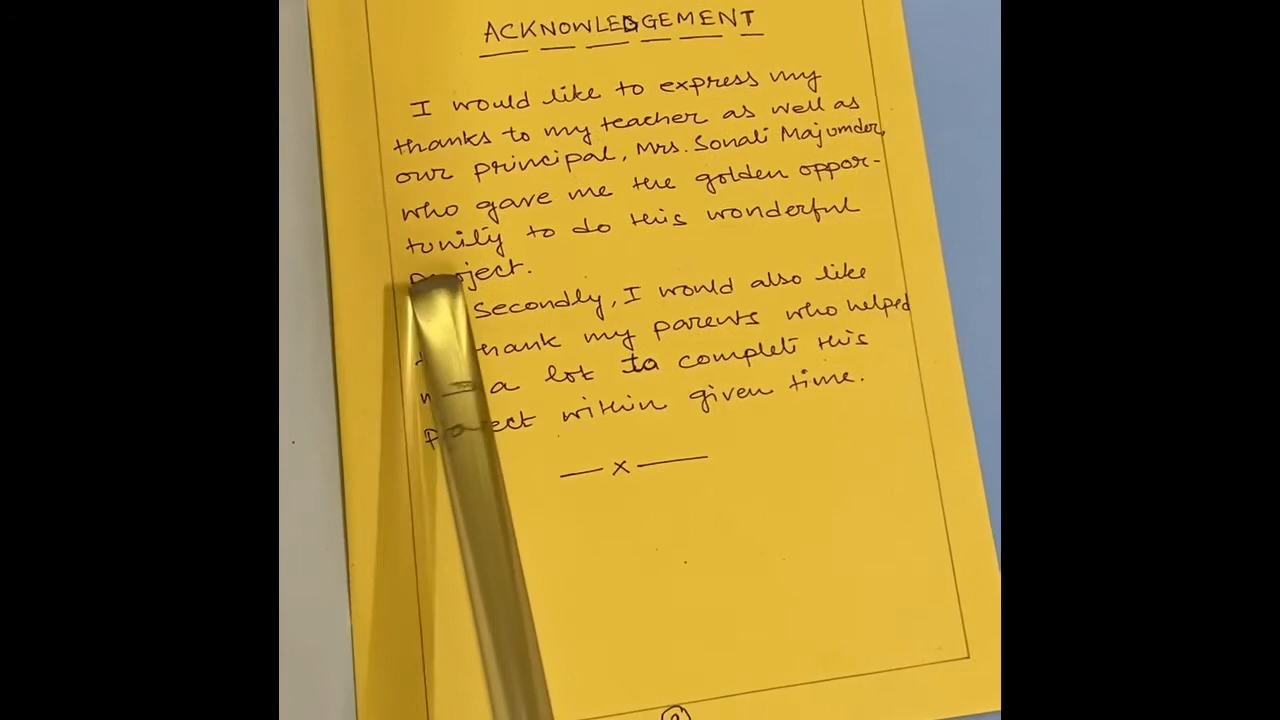 ACKNOWLEDGEMENT
I would like to express my
thanks to my teacher as well as
our principal, Mrs. Sonali Majumder,
who gave me the golden oppor-
tunity to do this wonderful
project.
Secondly, I would also like
thank my parents who helped
a lot to complete this
project within given time.
— x —